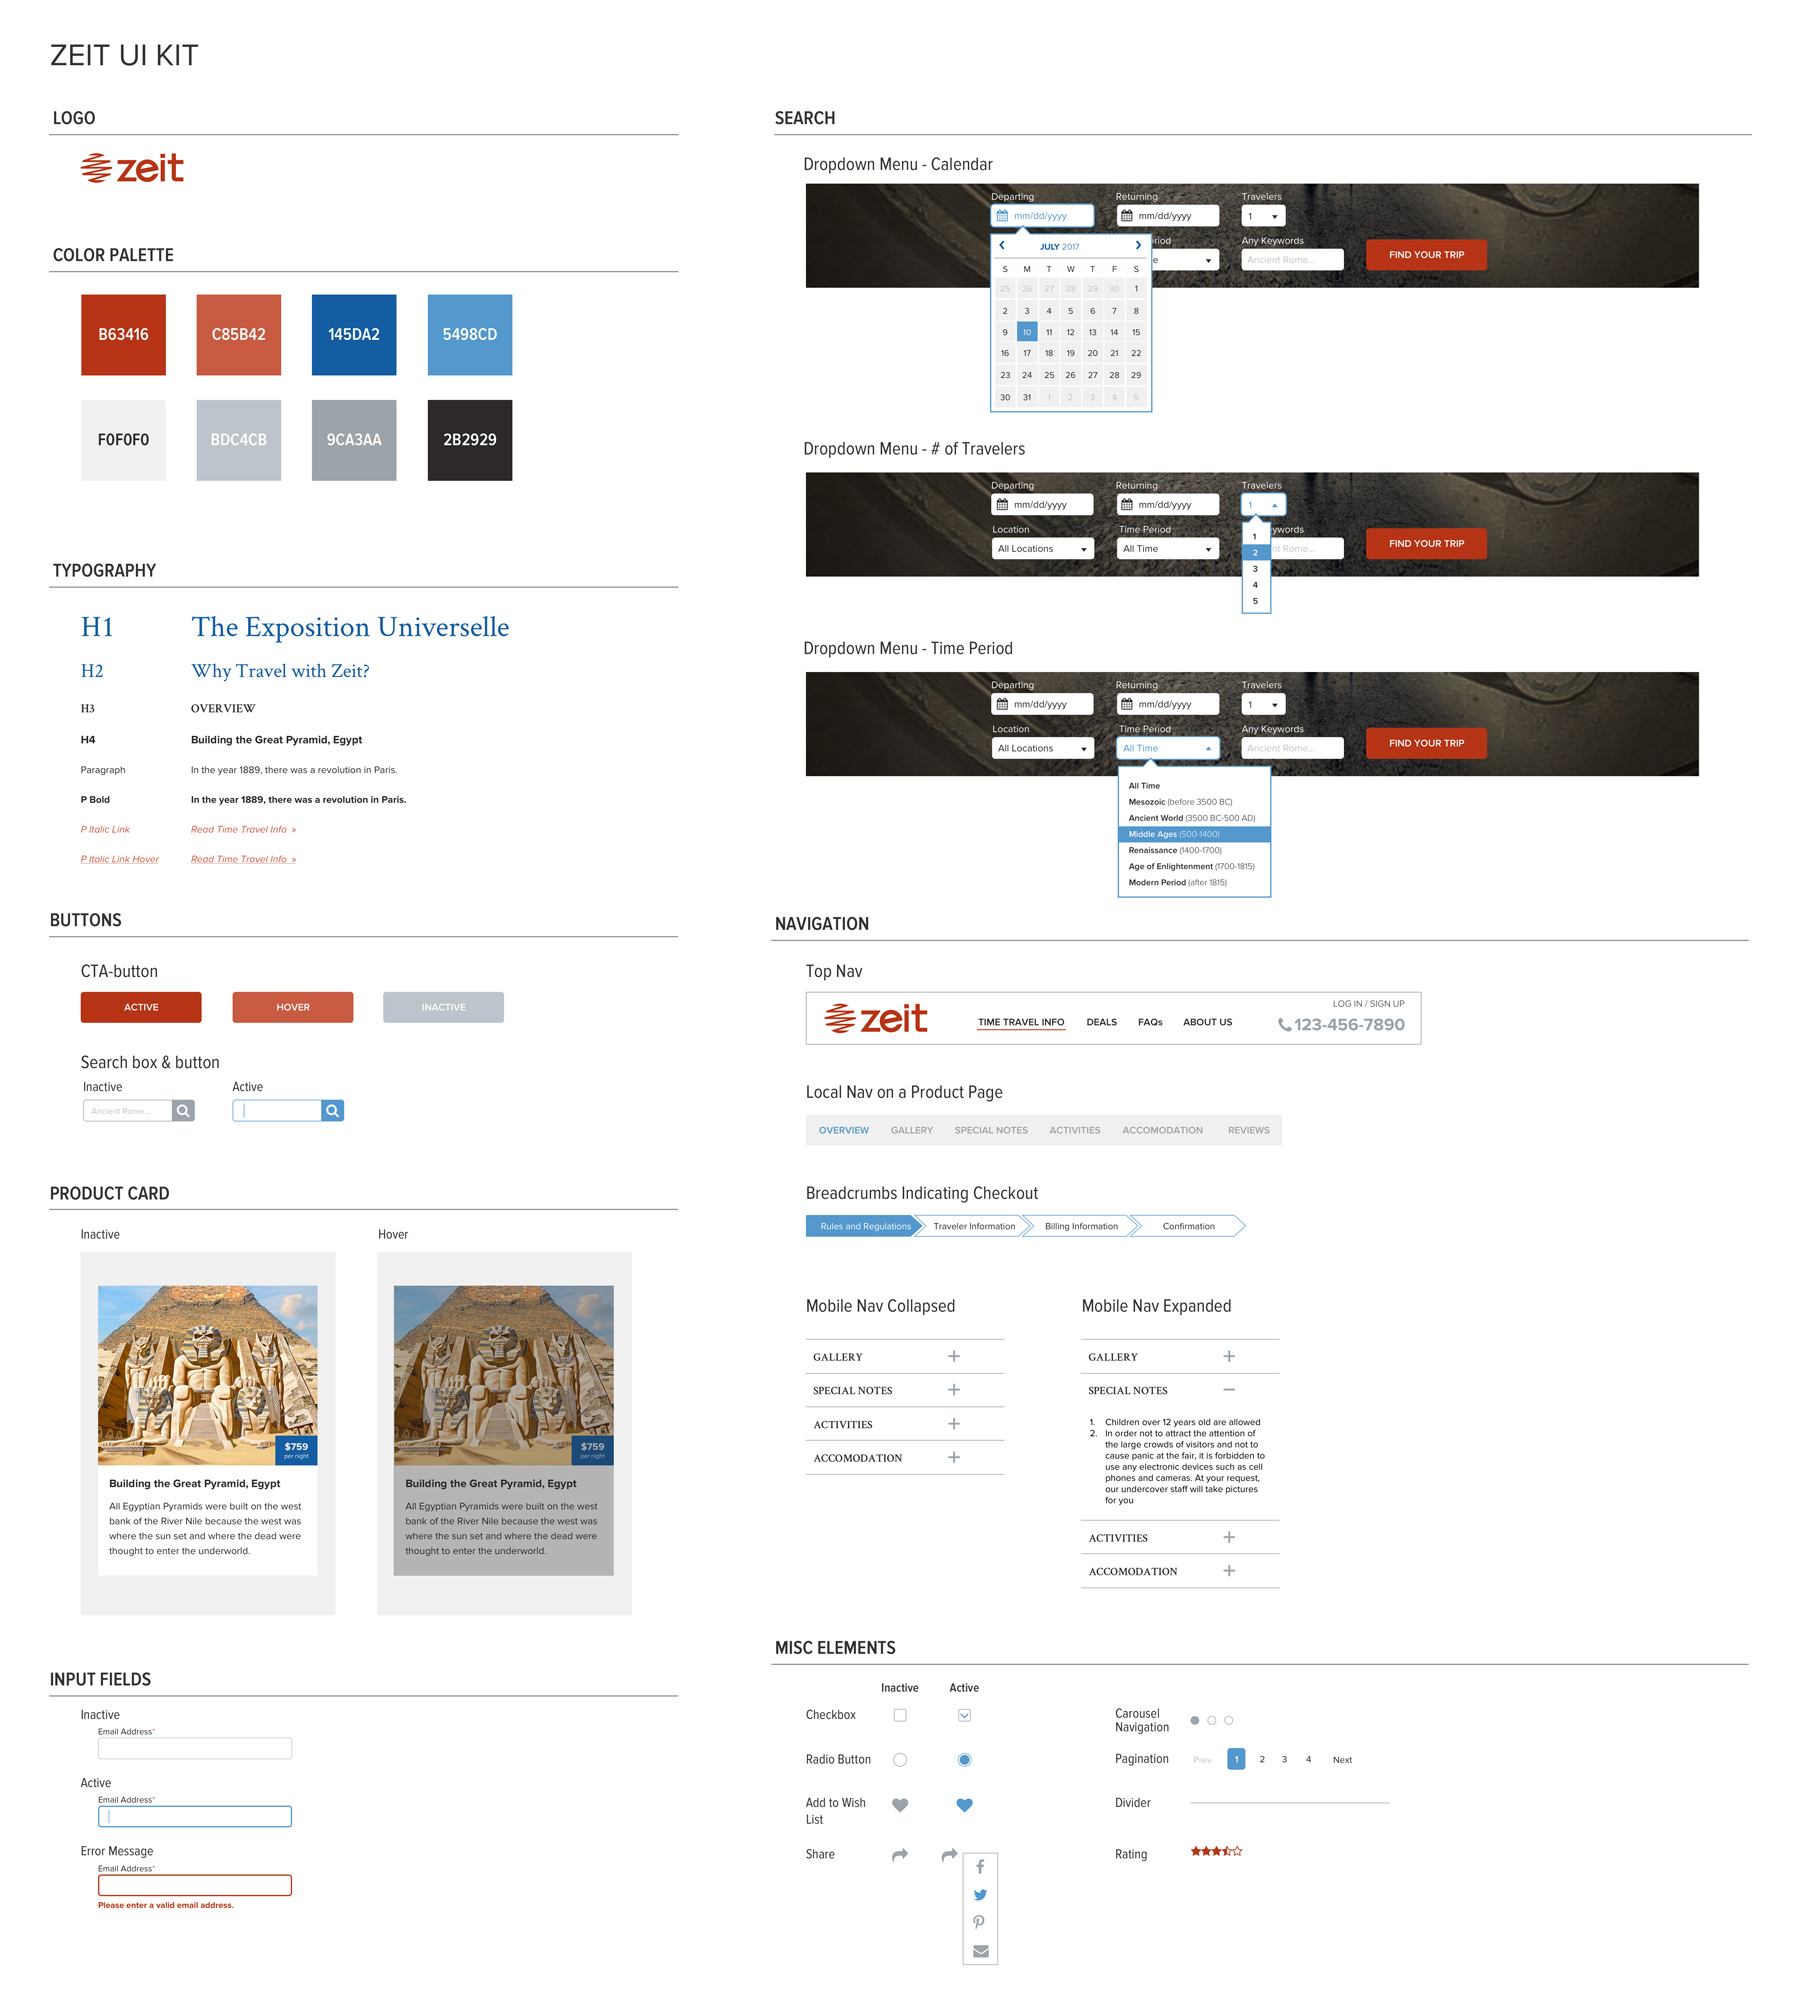 ZEIT UI KIT
LOGO
zeit
COLOR PALETTE
B63416 C85B42 145DA2 5498CD
F0F0F0 BDC4CB 9CA3AA 2B2929
TYPOGRAPHY
H1 The Exposition Universelle
H2 Why Travel with Zeit?
H3 OVERVIEW
H4 Building the Great Pyramid, Egypt
Paragraph In the year 1889, there was a revolution in Paris.
P Bold In the year 1889, there was a revolution in Paris.
P Italic Link Read Time Travel Info »
P Italic Link Hover Read Time Travel Info »
BUTTONS
CTA-button
ACTIVE HOVER INACTIVE
Search box & button
Inactive Active
Ancient Rome...
PRODUCT CARD
Inactive Hover
$759 $759
per night per night
Building the Great Pyramid, Egypt Building the Great Pyramid, Egypt
All Egyptian Pyramids were built on the west All Egyptian Pyramids were built on the west
bank of the River Nile because the west was bank of the River Nile because the west was
where the sun set and where the dead were where the sun set and where the dead were
thought to enter the underworld. thought to enter the underworld.
INPUT FIELDS
Inactive
Email Address*
Active
Email Address*
Error Message
Email Address*
Please enter a valid email address.
SEARCH
Dropdown Menu - Calendar
Departing Returning Travelers
mm/dd/yyyy mm/dd/yyyy 1
riod Any Keywords
JULY 2017 e Ancient Rome... FIND YOUR TRIP
S M T W T F S
25 26 27 28 29 30 1
2 3 4 5 6 7 8
9 10 11 12 13 14 15
16 17 18 19 20 21 22
23 24 25 26 27 28 29
30 31 1 2 3 4 5
Dropdown Menu - # of Travelers
Departing Returning Travelers
mm/dd/yyyy mm/dd/yyyy 1
Location Time Period ywords
All Locations All Time nt Rome... FIND YOUR TRIP
1
2
3
4
5
Dropdown Menu - Time Period
Departing Returning Travelers
mm/dd/yyyy mm/dd/yyyy 1
Location Time Period Any Keywords
All Locations All Time Ancient Rome... FIND YOUR TRIP
All Time
Mesozoic (before 3500 BC)
Ancient World (3500 BC-500 AD)
Middle Ages (500-1400)
Renaissance (1400-1700)
Age of Enlightenment (1700-1815)
Modern Period (after 1815)
NAVIGATION
Top Nav
LOG IN / SIGN UP
zeit TIME TRAVEL INFO DEALS FAQs ABOUT US 123-456-7890
Local Nav on a Product Page
OVERVIEW GALLERY SPECIAL NOTES ACTIVITIES ACCOMODATION REVIEWS
Breadcrumbs Indicating Checkout
Rules and Regulations Traveler Information Billing Information Confirmation
Mobile Nav Collapsed
GALLERY +
SPECIAL NOTES +
ACTIVITIES +
ACCOMODATION +
Mobile Nav Expanded
GALLERY +
SPECIAL NOTES −
1. Children over 12 years old are allowed
2. In order not to attract the attention of
the large crowds of visitors and not to
cause panic at the fair, it is forbidden to
use any electronic devices such as cell
phones and cameras. At your request,
our undercover staff will take pictures
for you
ACTIVITIES +
ACCOMODATION +
MISC ELEMENTS
Inactive Active
Checkbox
Radio Button
Add to Wish
List
Share
Carousel
Navigation
Pagination Prev 1 2 3 4 Next
Divider
Rating